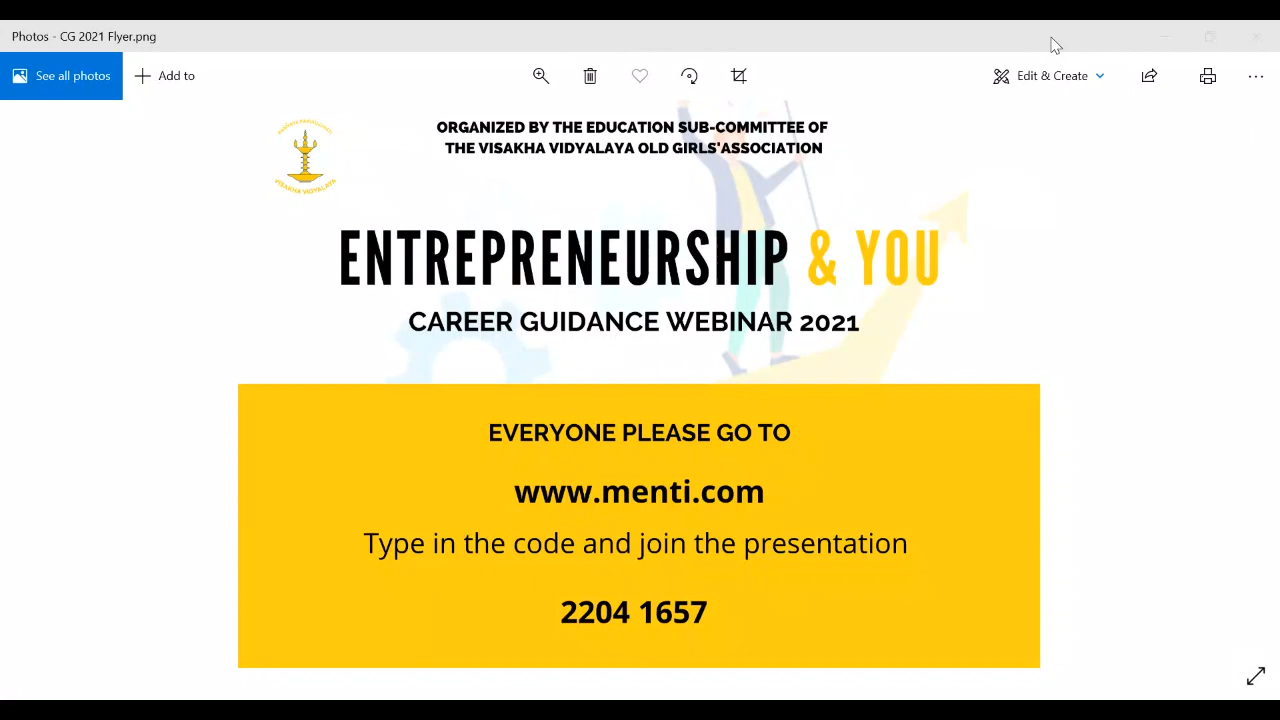 Photos - CG 2021 Flyer.png
See all photos
Add to
Edit & Create
ORGANIZED BY THE EDUCATION SUB-COMMITTEE OF
THE VISAKHA VIDYALAYA OLD GIRLS'ASSOCIATION
VISAKHA VIDYALAYA
ENTREPRENEURSHIP & YOU
CAREER GUIDANCE WEBINAR 2021
EVERYONE PLEASE GO TO
www.menti.com
Type in the code and join the presentation
2204 1657